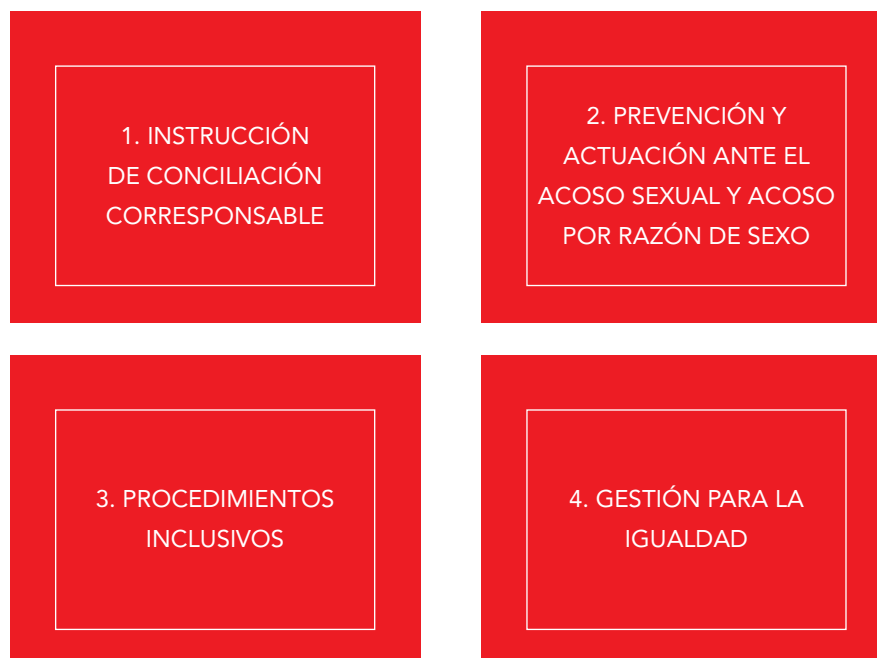 1. INSTRUCCIÓN
DE CONCILIACIÓN
CORRESPONSABLE
2. PREVENCIÓN Y
ACTUACIÓN ANTE EL
ACOSO SEXUAL Y ACOSO
POR RAZÓN DE SEXO
3. PROCEDIMIENTOS
INCLUSIVOS
4. GESTIÓN PARA LA
IGUALDAD